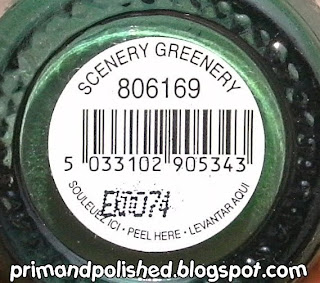 SCENERY GREENERY
806169
5 033102 905343
SOULEVEZ ICI • PEEL HERE • LEVANTAR AQUI
primandpolished.blogspot.com